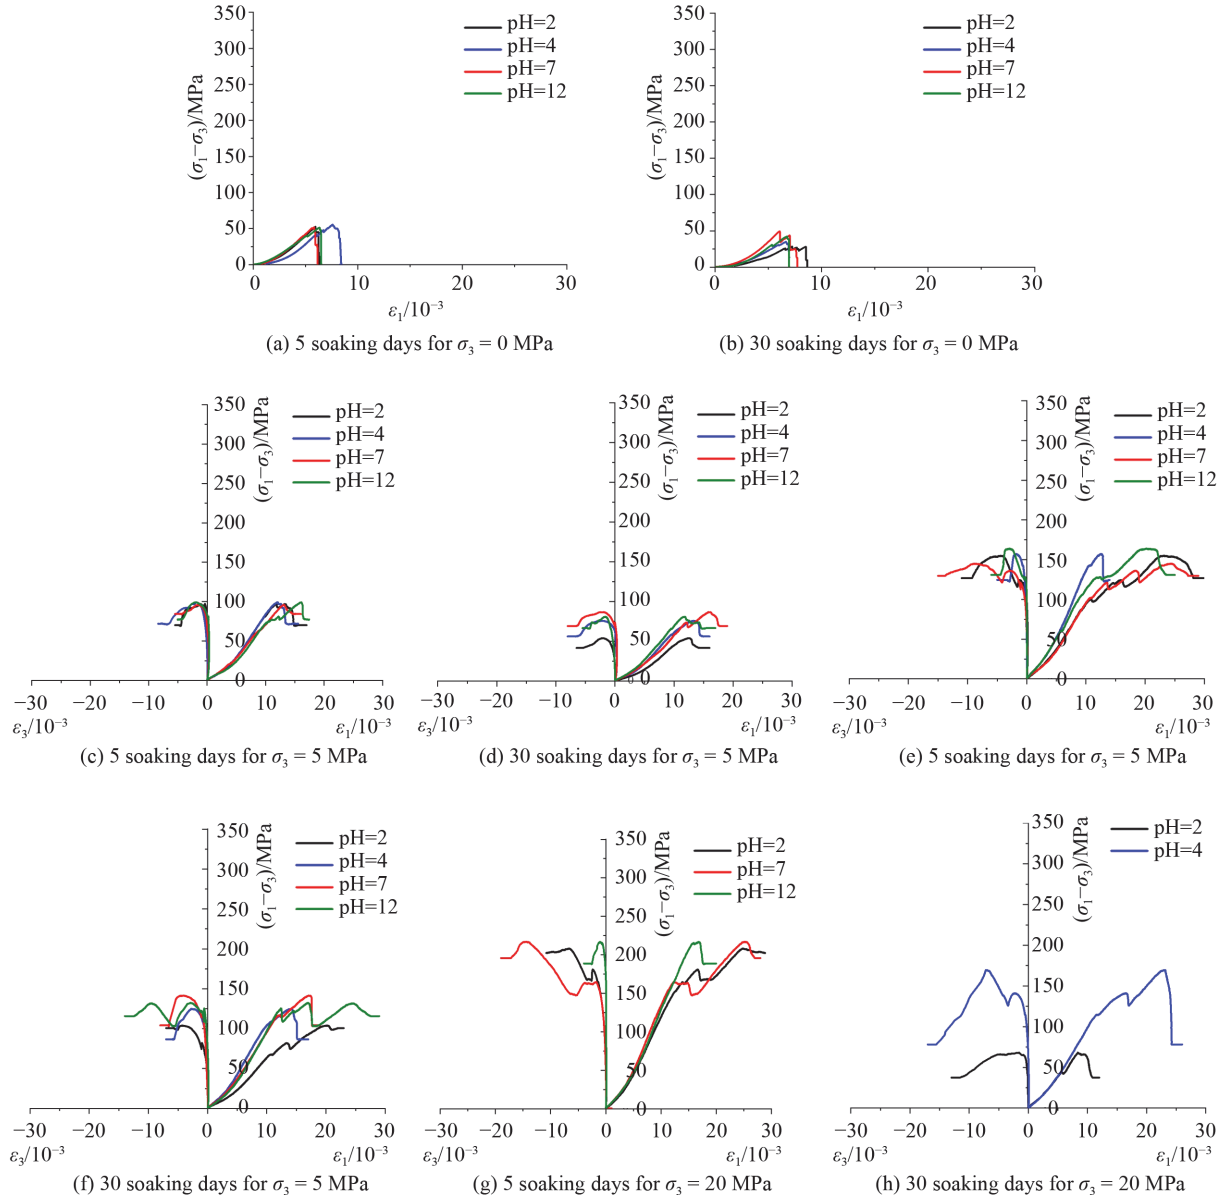 350
300
250
200
150
100
50
0
(σ₁−σ₃)/MPa
pH=2
pH=4
pH=7
pH=12
0 10 20 30
ε₁/10⁻³
(a) 5 soaking days for σ₃ = 0 MPa
350
300
250
200
150
100
50
0
(σ₁−σ₃)/MPa
pH=2
pH=4
pH=7
pH=12
0 10 20 30
ε₁/10⁻³
(b) 30 soaking days for σ₃ = 0 MPa
350
300
250
200
150
100
50
0
(σ₁−σ₃)/MPa
pH=2
pH=4
pH=7
pH=12
−30 −20 −10 0 10 20 30
ε₃/10⁻³ ε₁/10⁻³
(c) 5 soaking days for σ₃ = 5 MPa
350
300
250
200
150
100
50
0
(σ₁−σ₃)/MPa
pH=2
pH=4
pH=7
pH=12
−30 −20 −10 0 10 20 30
ε₃/10⁻³ ε₁/10⁻³
(d) 30 soaking days for σ₃ = 5 MPa
350
300
250
200
150
100
50
0
(σ₁−σ₃)/MPa
pH=2
pH=4
pH=7
pH=12
−30 −20 −10 0 10 20 30
ε₃/10⁻³ ε₁/10⁻³
(e) 5 soaking days for σ₃ = 5 MPa
350
300
250
200
150
100
50
0
(σ₁−σ₃)/MPa
pH=2
pH=4
pH=7
pH=12
−30 −20 −10 0 10 20 30
ε₃/10⁻³ ε₁/10⁻³
(f) 30 soaking days for σ₃ = 5 MPa
350
300
250
200
150
100
50
0
(σ₁−σ₃)/MPa
pH=2
pH=7
pH=12
−30 −20 −10 0 10 20 30
ε₃/10⁻³ ε₁/10⁻³
(g) 5 soaking days for σ₃ = 20 MPa
350
300
250
200
150
100
50
0
(σ₁−σ₃)/MPa
pH=2
pH=4
−30 −20 −10 0 10 20 30
ε₃/10⁻³ ε₁/10⁻³
(h) 30 soaking days for σ₃ = 20 MPa